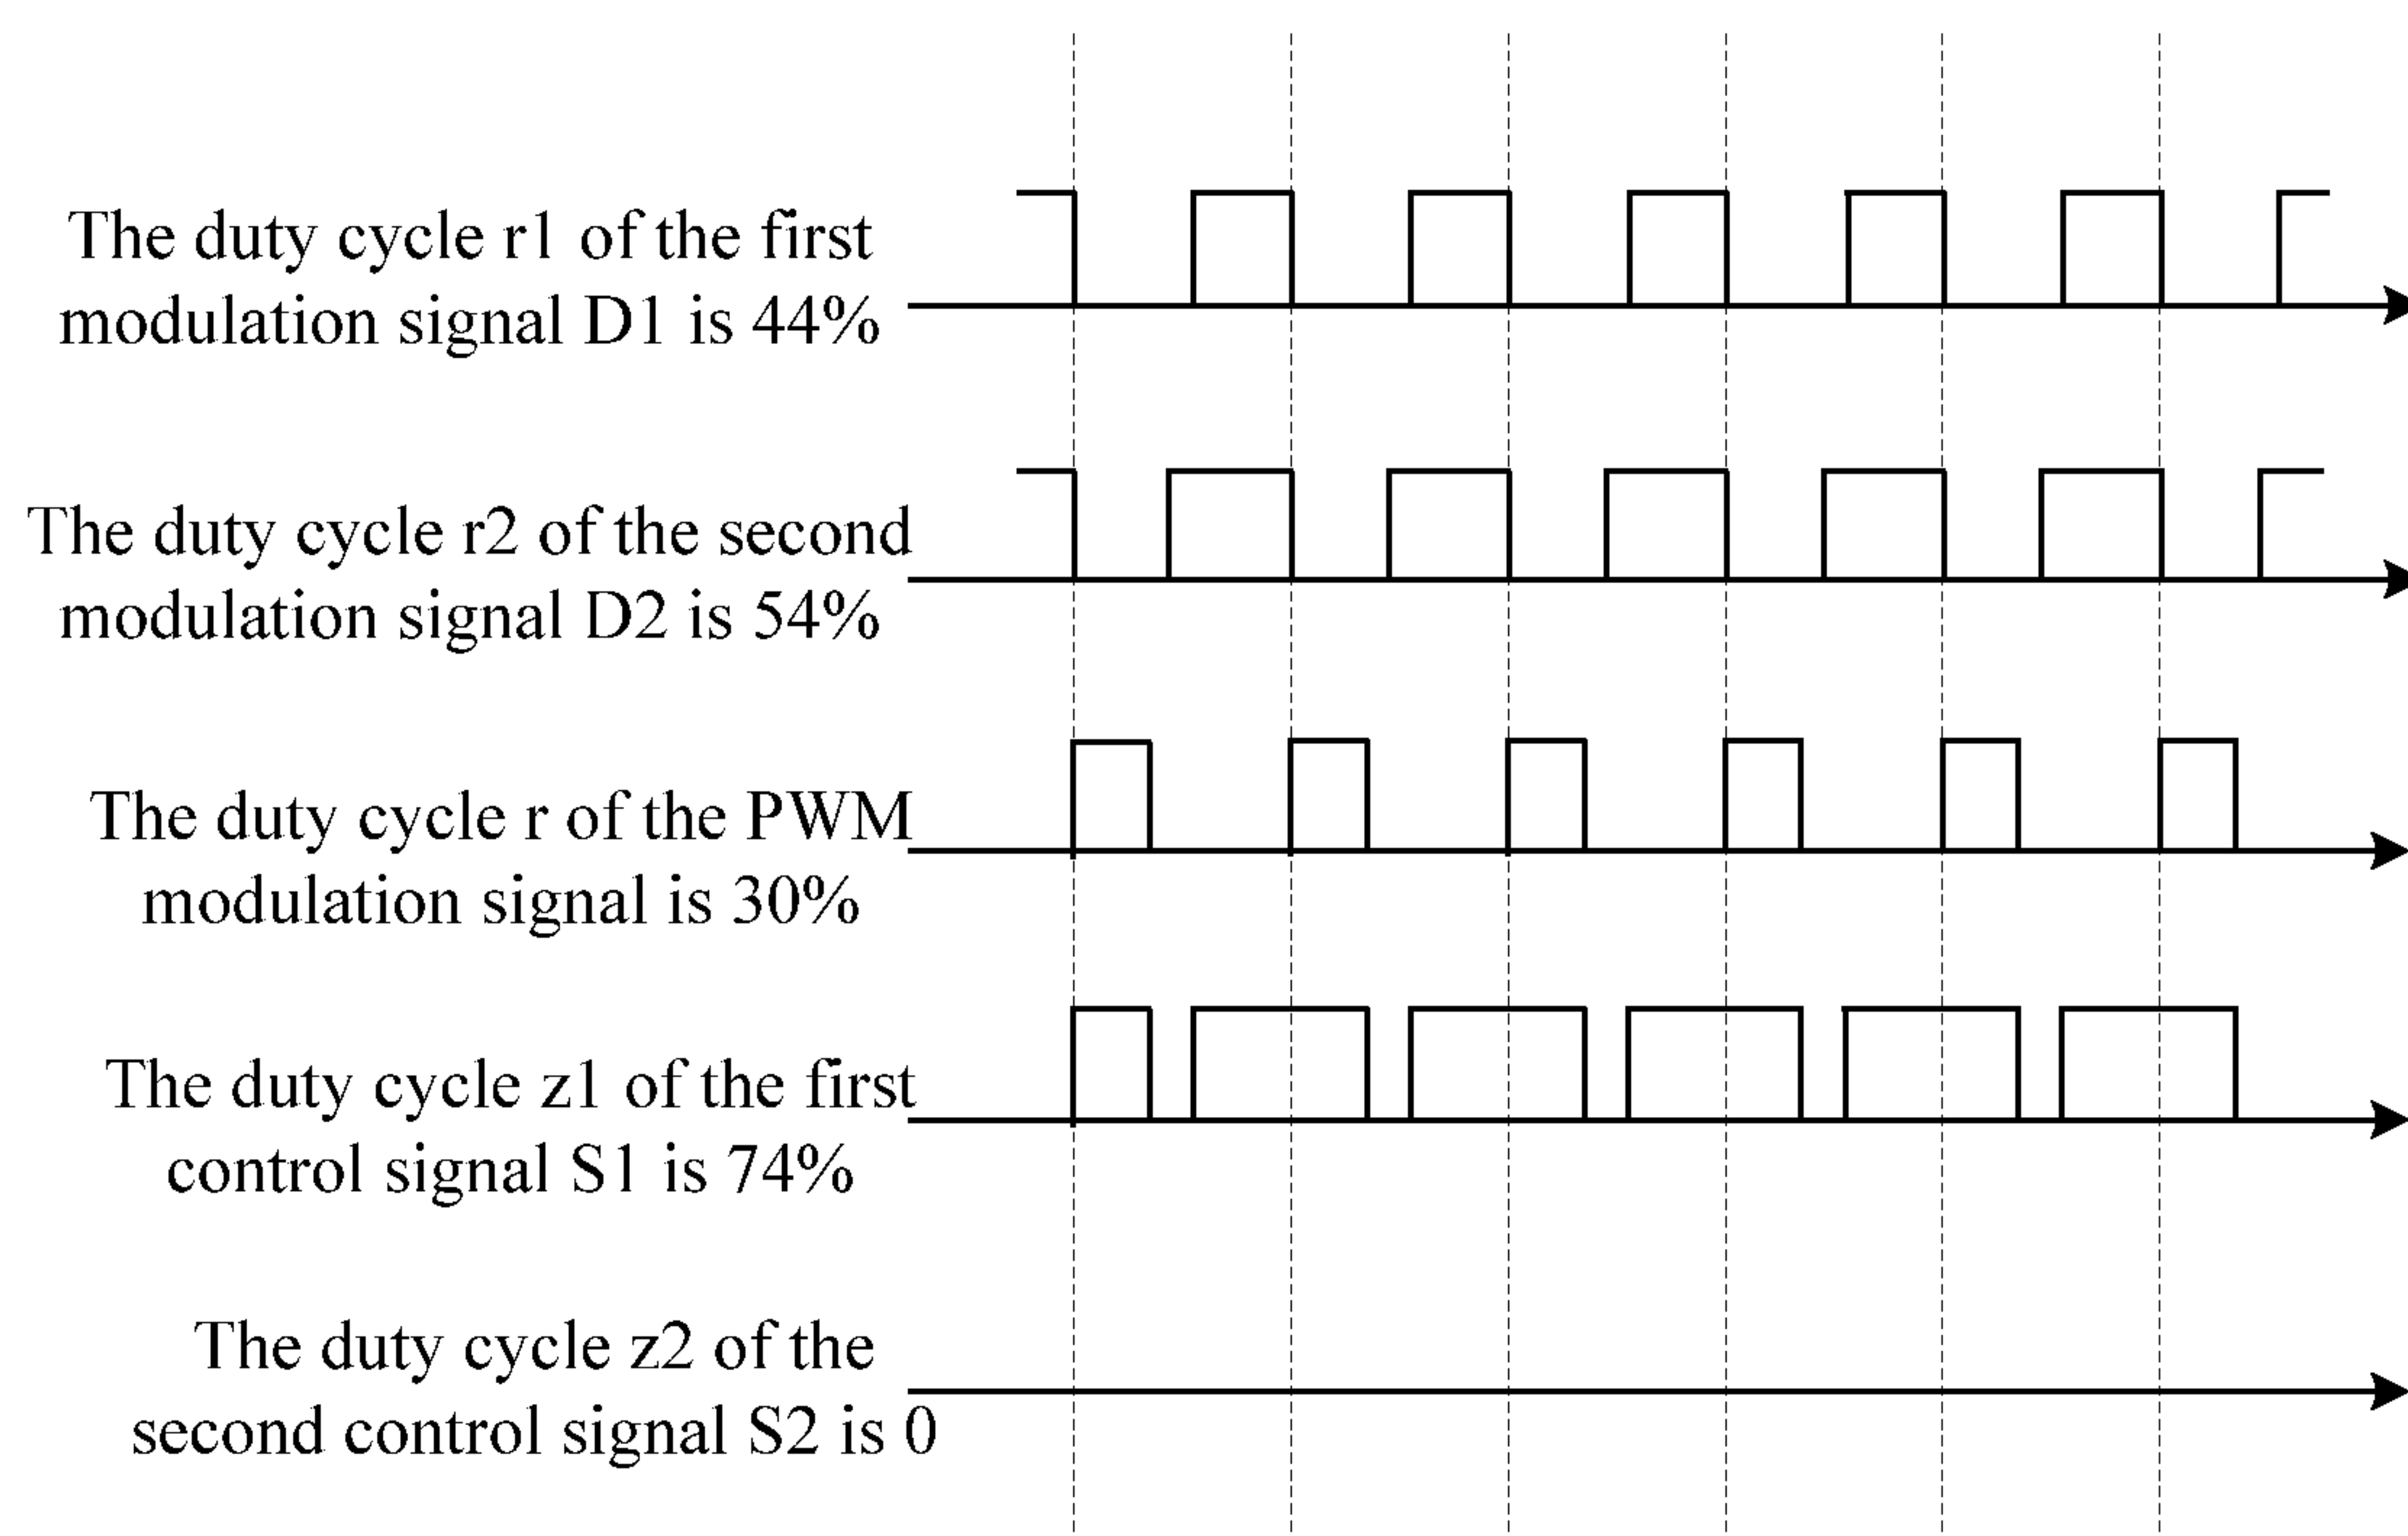 The duty cycle r1 of the first
modulation signal D1 is 44%
The duty cycle r2 of the second
modulation signal D2 is 54%
The duty cycle r of the PWM
modulation signal is 30%
The duty cycle z1 of the first
control signal S1 is 74%
The duty cycle z2 of the
second control signal S2 is 0